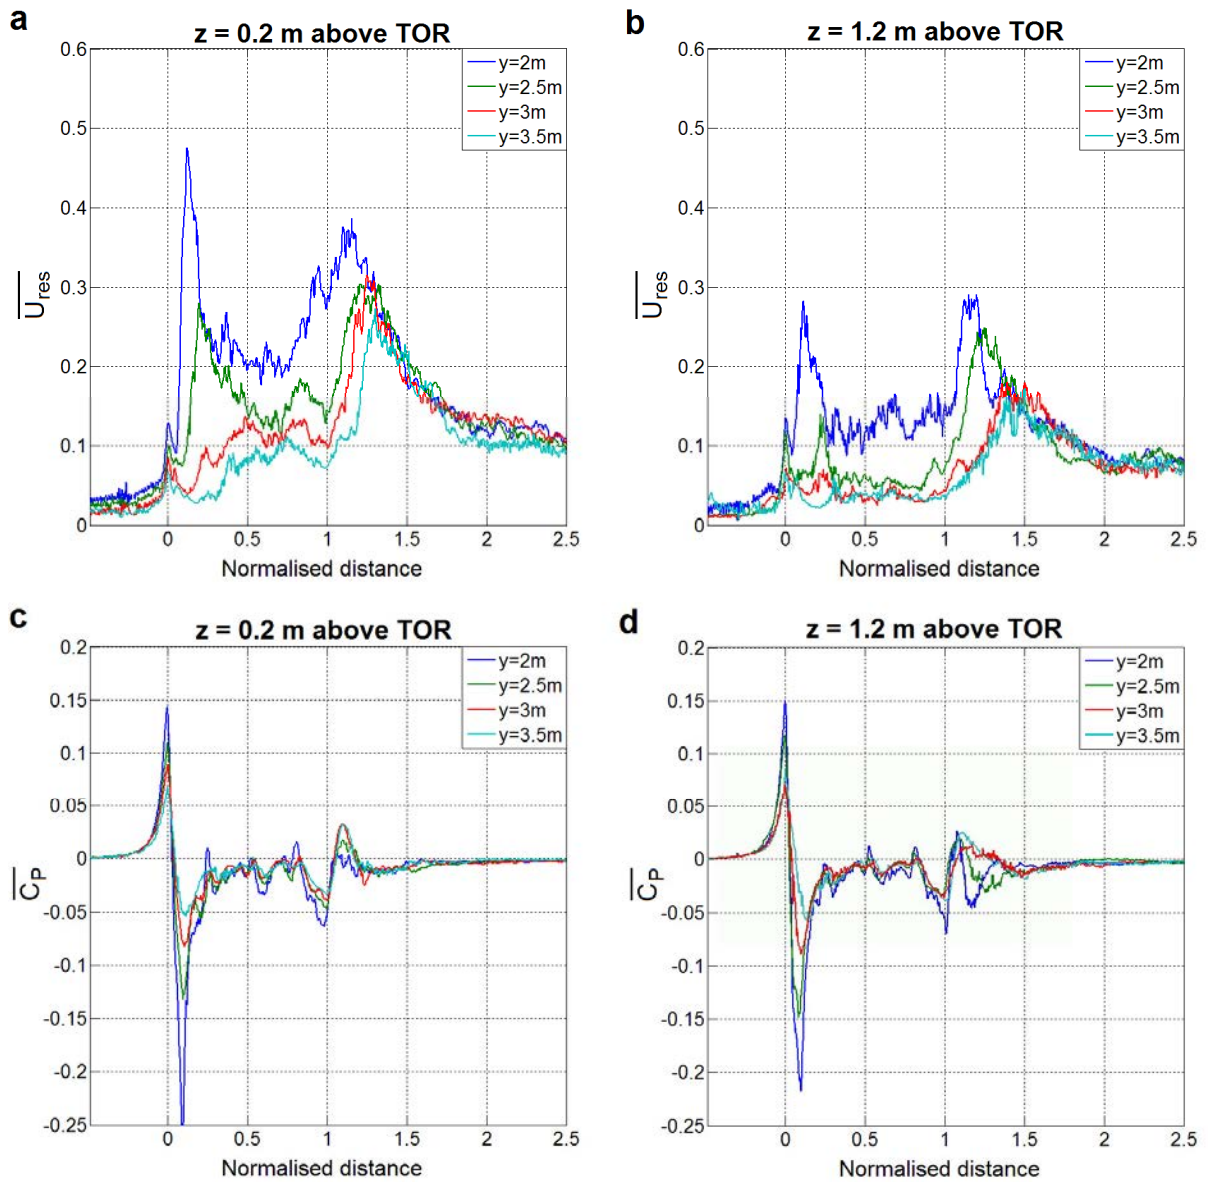 a
z = 0.2 m above TOR
0.6
0.5
0.4
0.3
0.2
0.1
0
U̅res
y=2m
y=2.5m
y=3m
y=3.5m
0 0.5 1 1.5 2 2.5
Normalised distance
b
z = 1.2 m above TOR
0.6
0.5
0.4
0.3
0.2
0.1
0
U̅res
y=2m
y=2.5m
y=3m
y=3.5m
0 0.5 1 1.5 2 2.5
Normalised distance
c
z = 0.2 m above TOR
0.2
0.15
0.1
0.05
0
-0.05
-0.1
-0.15
-0.2
-0.25
C̅P
y=2m
y=2.5m
y=3m
y=3.5m
0 0.5 1 1.5 2 2.5
Normalised distance
d
z = 1.2 m above TOR
0.2
0.15
0.1
0.05
0
-0.05
-0.1
-0.15
-0.2
-0.25
C̅P
y=2m
y=2.5m
y=3m
y=3.5m
0 0.5 1 1.5 2 2.5
Normalised distance